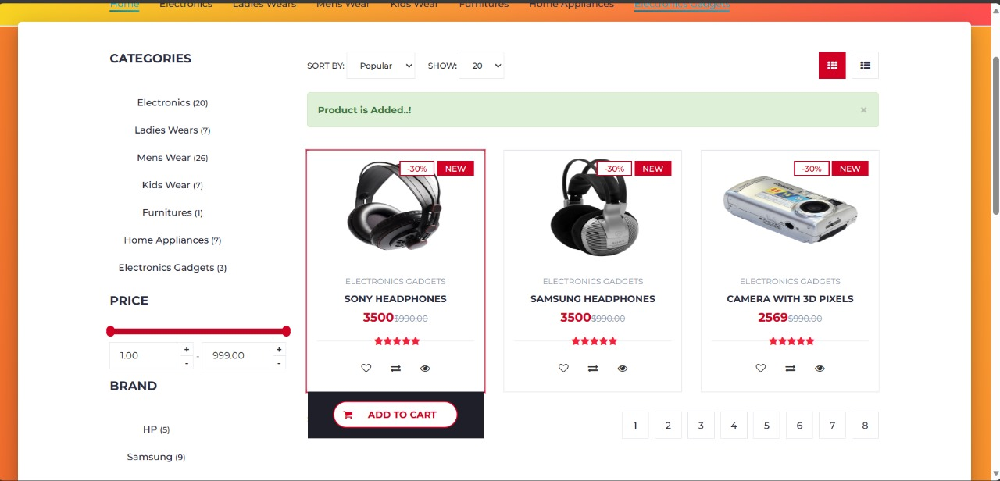 Home Electronics Ladies Wears Mens Wear Kids Wear Furnitures Home Appliances Electronics Gadgets
CATEGORIES
Electronics (20)
Ladies Wears (7)
Mens Wear (26)
Kids Wear (7)
Furnitures (1)
Home Appliances (7)
Electronics Gadgets (3)
PRICE
1.00 + - - 999.00 + -
BRAND
HP (5)
Samsung (9)
SORT BY: Popular SHOW: 20
Product is Added..! ×
-30% NEW
ELECTRONICS GADGETS
SONY HEADPHONES
3500 $990.00
ADD TO CART
-30% NEW
ELECTRONICS GADGETS
SAMSUNG HEADPHONES
3500 $990.00
-30% NEW
ELECTRONICS GADGETS
CAMERA WITH 3D PIXELS
2569 $990.00
1 2 3 4 5 6 7 8